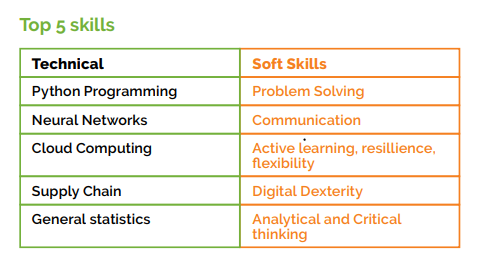 Top 5 skills
Technical Soft Skills
Python Programming Problem Solving
Neural Networks Communication
Cloud Computing Active learning, resillience,
flexibility
Supply Chain Digital Dexterity
General statistics Analytical and Critical
thinking